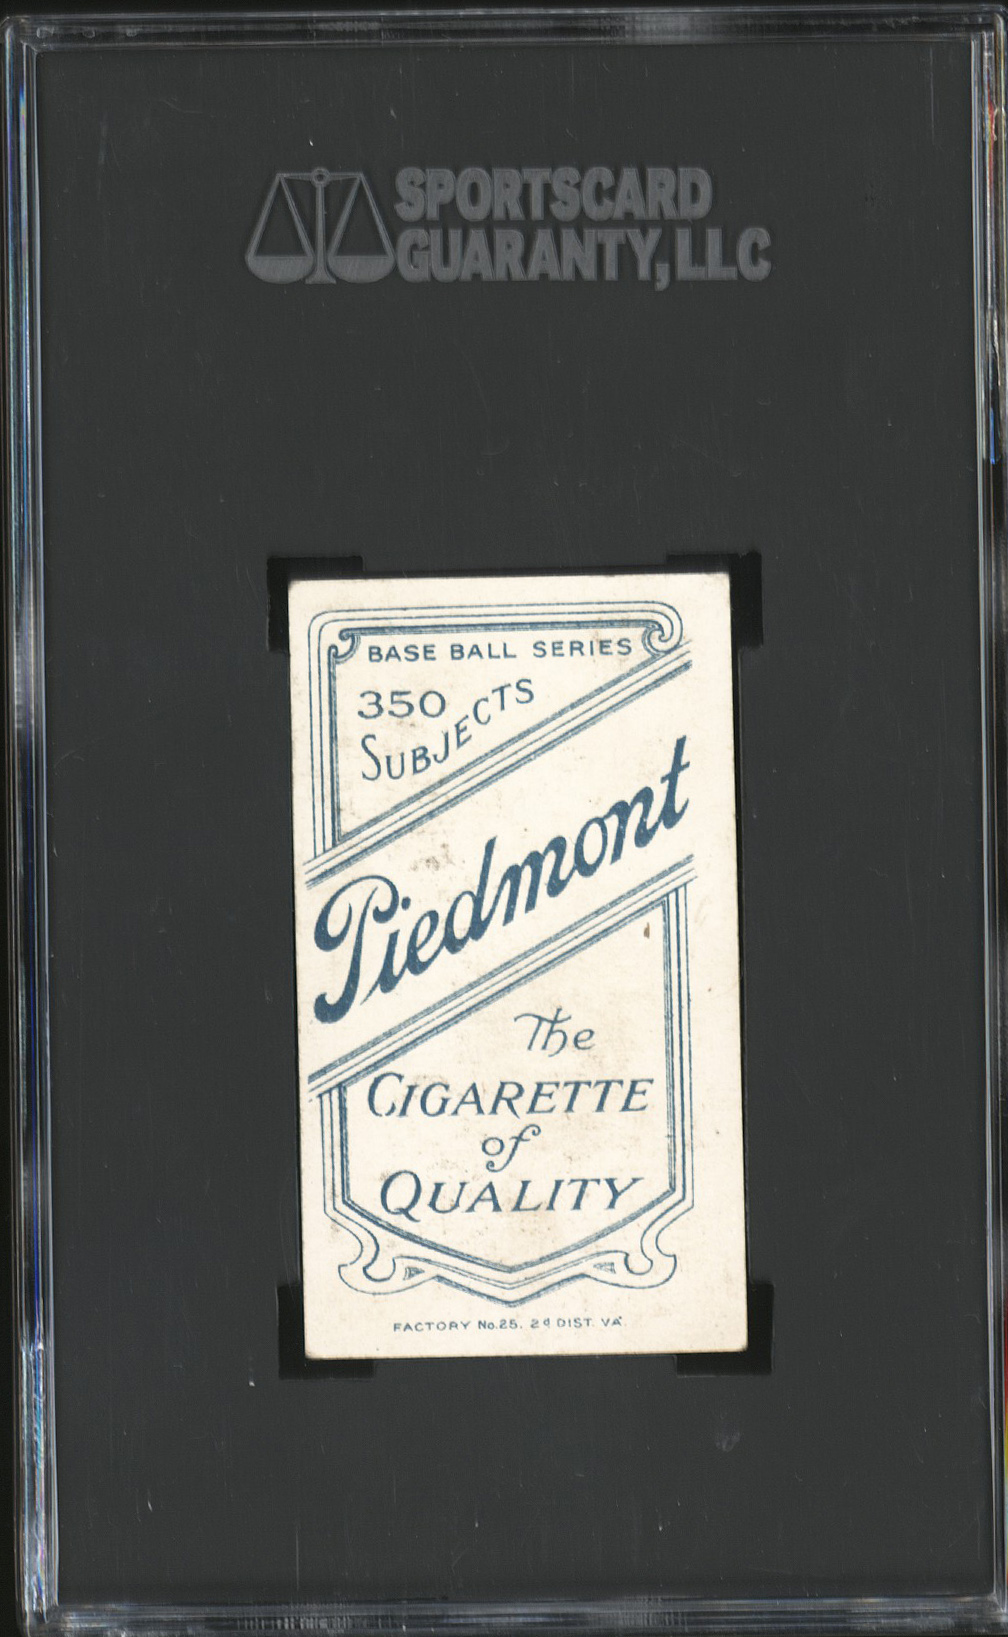 SPORTSCARD
GUARANTY, LLC
BASE BALL SERIES
350
SUBJECTS
Piedmont
The
CIGARETTE
of
QUALITY
FACTORY No.25. 2d DIST. VA.